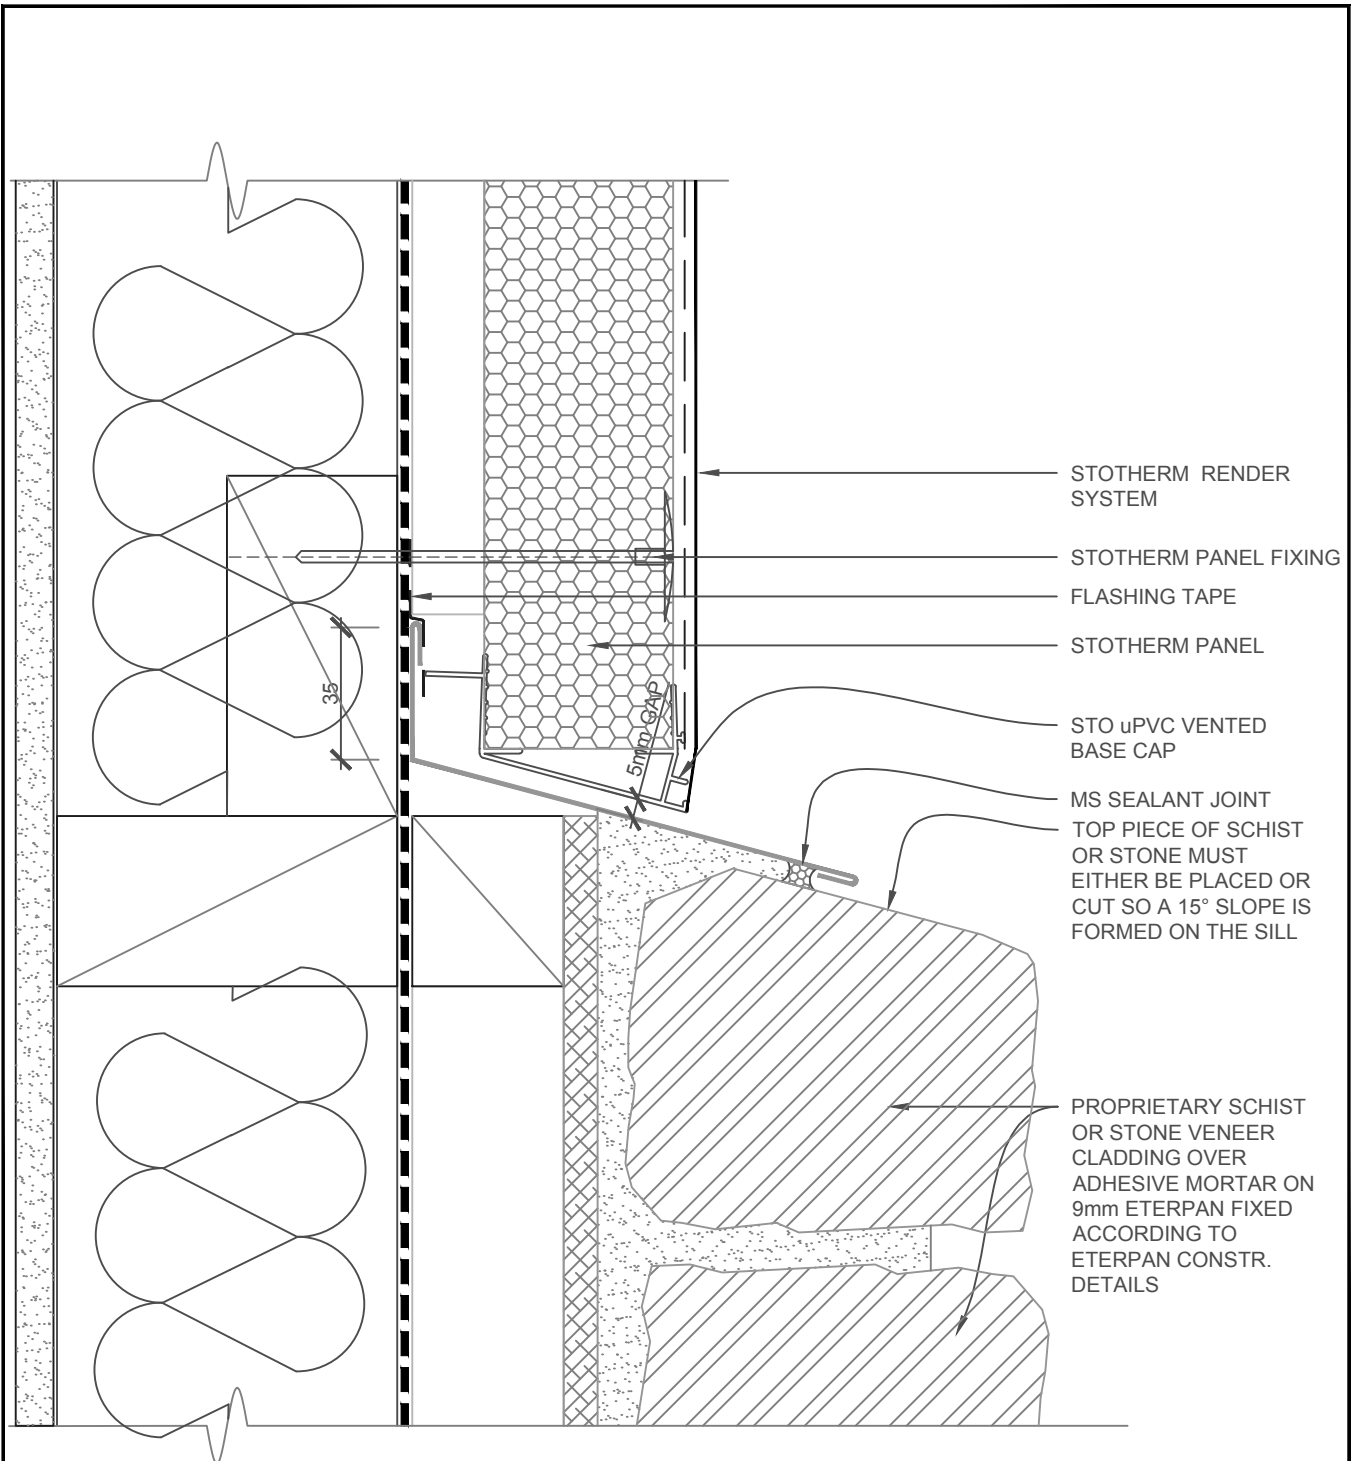 STOTHERM RENDER
SYSTEM
STOTHERM PANEL FIXING
FLASHING TAPE
STOTHERM PANEL
35
5mm GAP
STO uPVC VENTED
BASE CAP
MS SEALANT JOINT
TOP PIECE OF SCHIST
OR STONE MUST
EITHER BE PLACED OR
CUT SO A 15° SLOPE IS
FORMED ON THE SILL
PROPRIETARY SCHIST
OR STONE VENEER
CLADDING OVER
ADHESIVE MORTAR ON
9mm ETERPAN FIXED
ACCORDING TO
ETERPAN CONSTR.
DETAILS